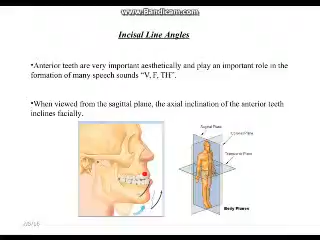 www.Bandicam.com
Incisal Line Angles
•Anterior teeth are very important aesthetically and play an important role in the
formation of many speech sounds “V, F, TH”.
•When viewed from the sagittal plane, the axial inclination of the anterior teeth
inclines facially.
Sagittal Plane
Coronal Plane
Transverse Plane
Body Planes